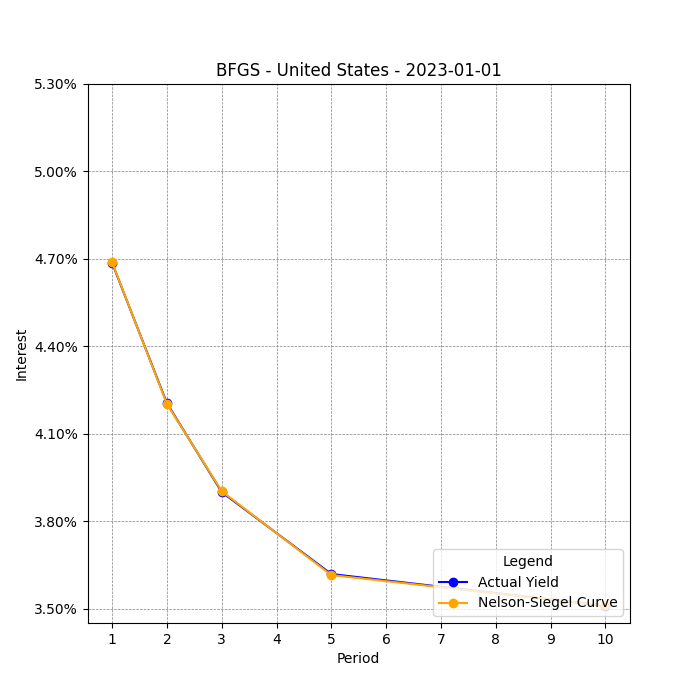 BFGS - United States - 2023-01-01
5.30%
5.00%
4.70%
4.40%
4.10%
3.80%
3.50%
Interest
1 2 3 4 5 6 7 8 9 10
Period
Legend
Actual Yield
Nelson-Siegel Curve